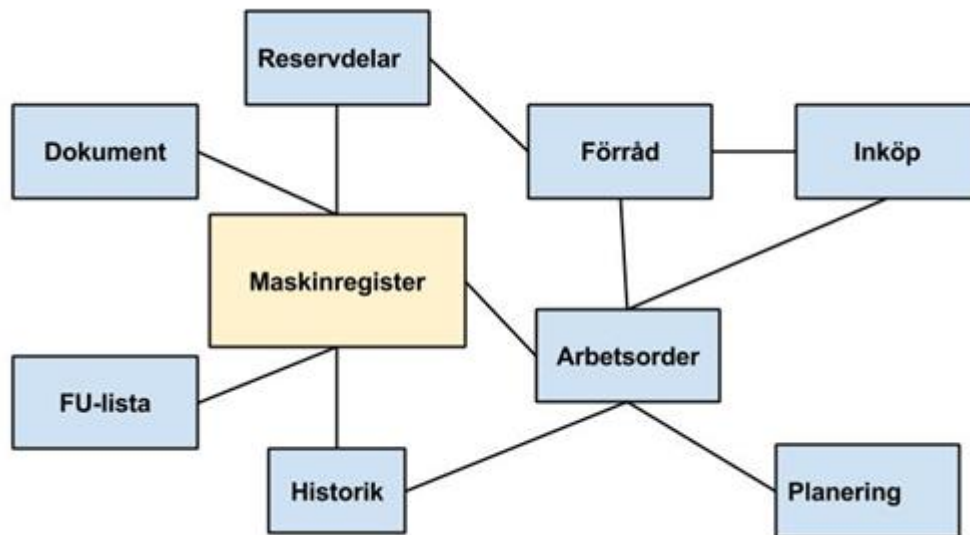 Reservdelar
Dokument
Förråd
Inköp
Maskinregister
Arbetsorder
FU-lista
Historik
Planering